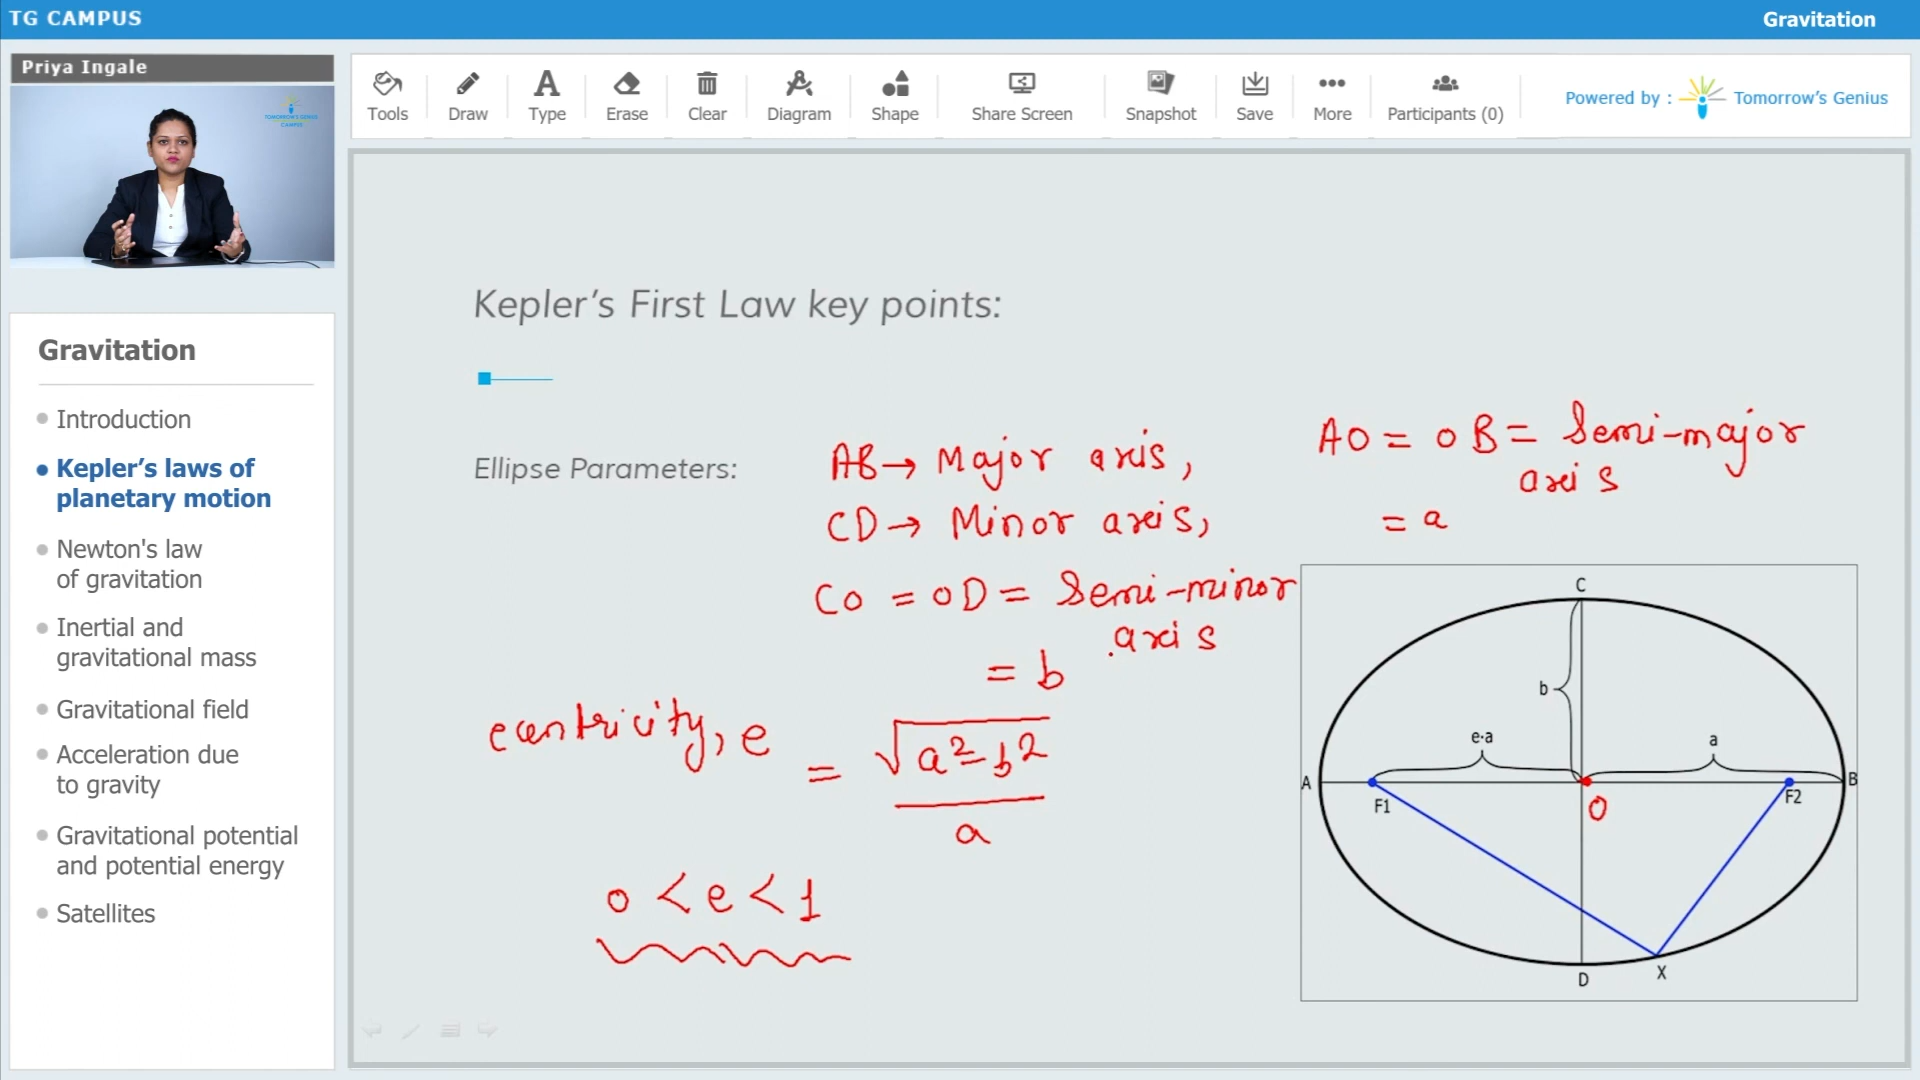 TG CAMPUS
Gravitation
Priya Ingale
TOMORROW'S GENIUS
CAMPUS
Tools
Draw
Type
Erase
Clear
Diagram
Shape
Share Screen
Snapshot
Save
More
Participants (0)
Powered by : Tomorrow's Genius
Gravitation
Introduction
Kepler's laws of
planetary motion
Newton's law
of gravitation
Inertial and
gravitational mass
Gravitational field
Acceleration due
to gravity
Gravitational potential
and potential energy
Satellites
Kepler's First Law key points:
Ellipse Parameters:
AB → Major axis,
CD → Minor axis,
CO = OD = Semi-minor
axis
= b
AO = OB = Semi-major
axis
= a
eccentricity, e = √a²-b²
a
0 < e < 1
C
b
e·a
a
A
F1
O
F2
B
D
X